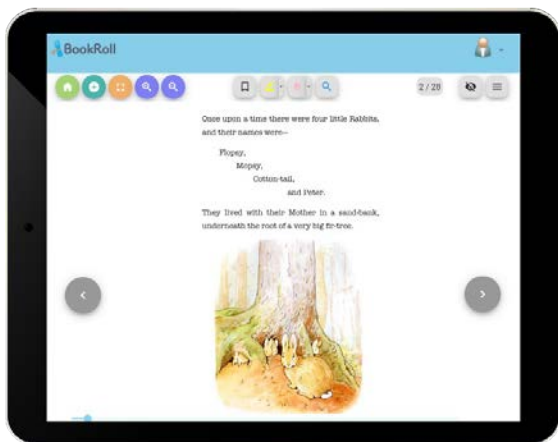 BookRoll
2 / 28
Once upon a time there were four little Rabbits,
and their names were—
Flopsy,
Mopsy,
Cotton-tail,
and Peter.
They lived with their Mother in a sand-bank,
underneath the root of a very big fir-tree.